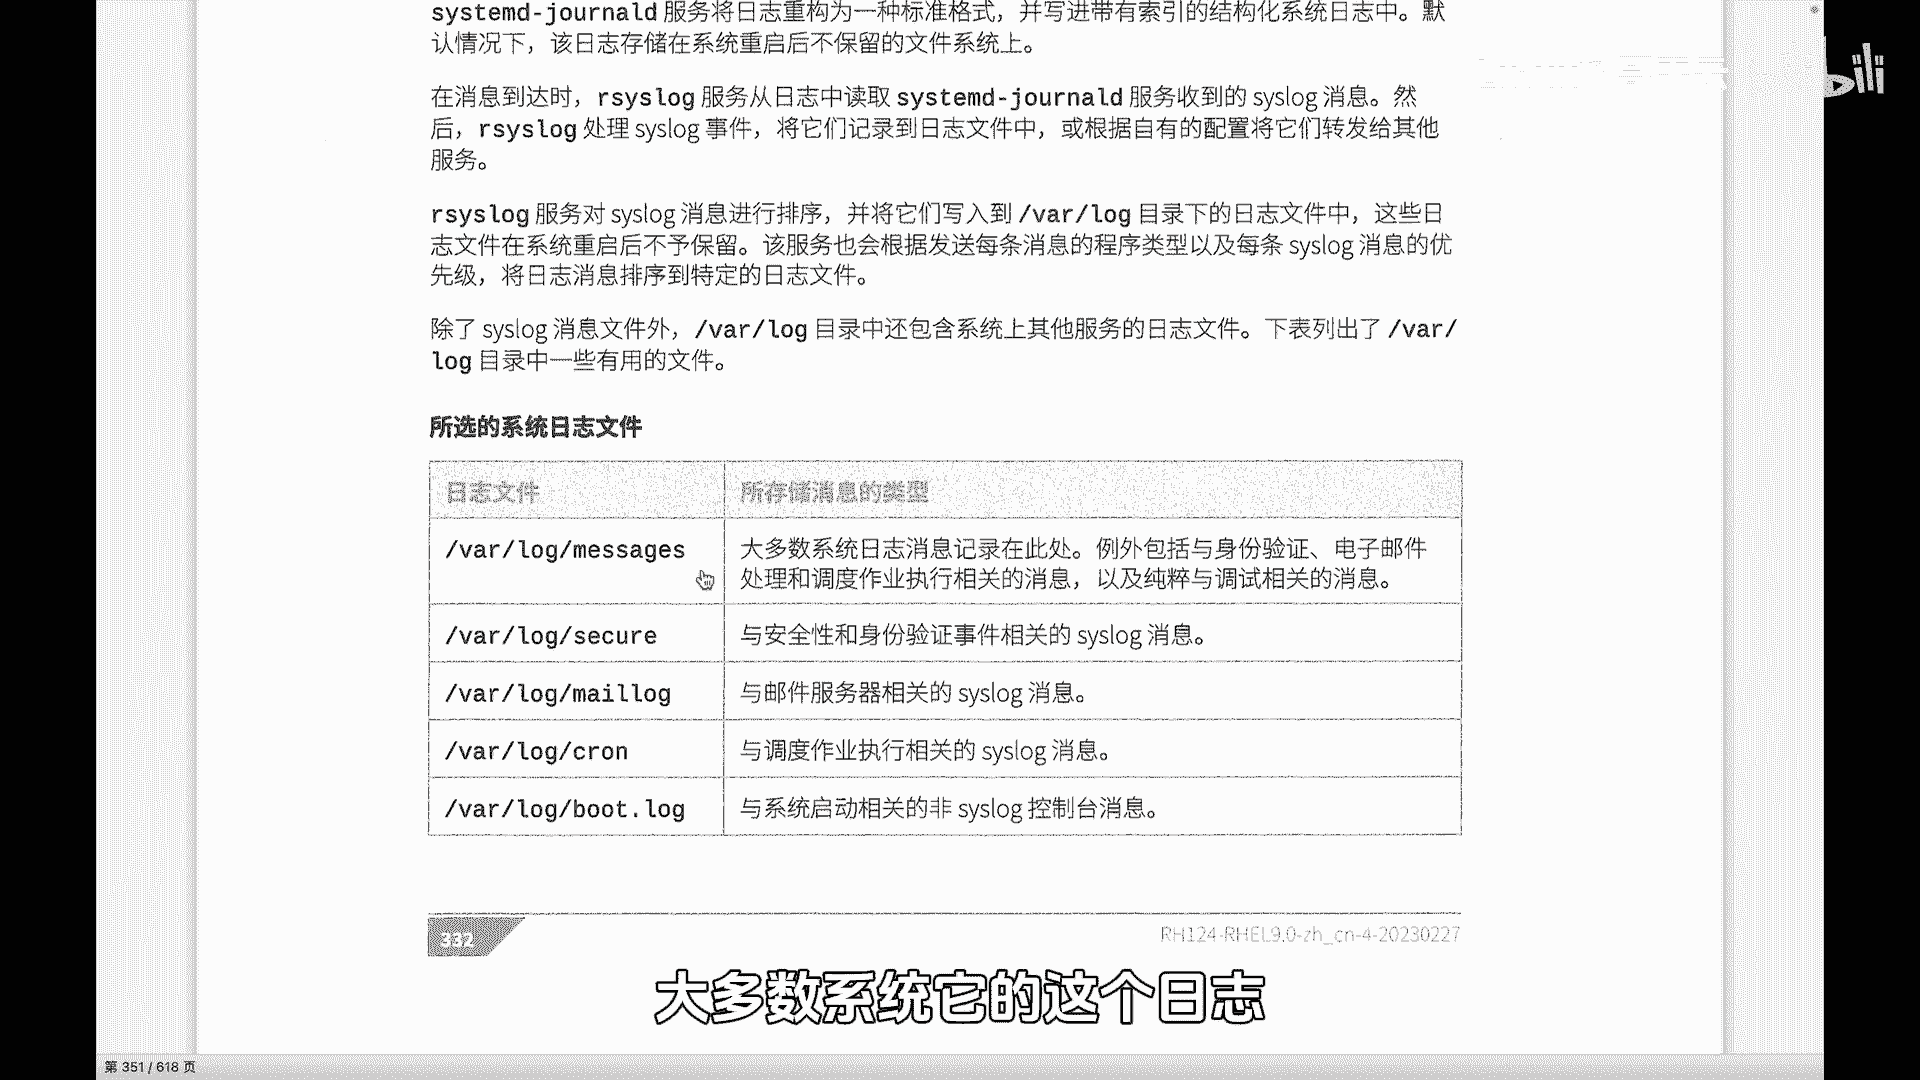 systemd-journald 服务将日志重构为一种标准格式，并写进带有索引的结构化系统日志中。默
认情况下，该日志存储在系统重启后不保留的文件系统上。
在消息到达时，rsyslog 服务从日志中读取 systemd-journald 服务收到的 syslog 消息。然
后，rsyslog 处理 syslog 事件，将它们记录到日志文件中，或根据自有的配置将它们转发给其他
服务。
rsyslog 服务对 syslog 消息进行排序，并将它们写入到 /var/log 目录下的日志文件中，这些日
志文件在系统重启后不予保留。该服务也会根据发送每条消息的程序类型以及每条 syslog 消息的优
先级，将日志消息排序到特定的日志文件。
除了 syslog 消息文件外，/var/log 目录中还包含系统上其他服务的日志文件。下表列出了 /var/
log 目录中一些有用的文件。
所选的系统日志文件
日志文件 所存储消息的类型
/var/log/messages 大多数系统日志消息记录在此处。例外包括与身份验证、电子邮件
处理和调度作业执行相关的消息，以及纯粹与调试相关的消息。
/var/log/secure 与安全性和身份验证事件相关的 syslog 消息。
/var/log/maillog 与邮件服务器相关的 syslog 消息。
/var/log/cron 与调度作业执行相关的 syslog 消息。
/var/log/boot.log 与系统启动相关的非 syslog 控制台消息。
332
RH124-RHEL9.0-zh_cn-4-20230227
大多数系统它的这个日志
第 351 / 618 页